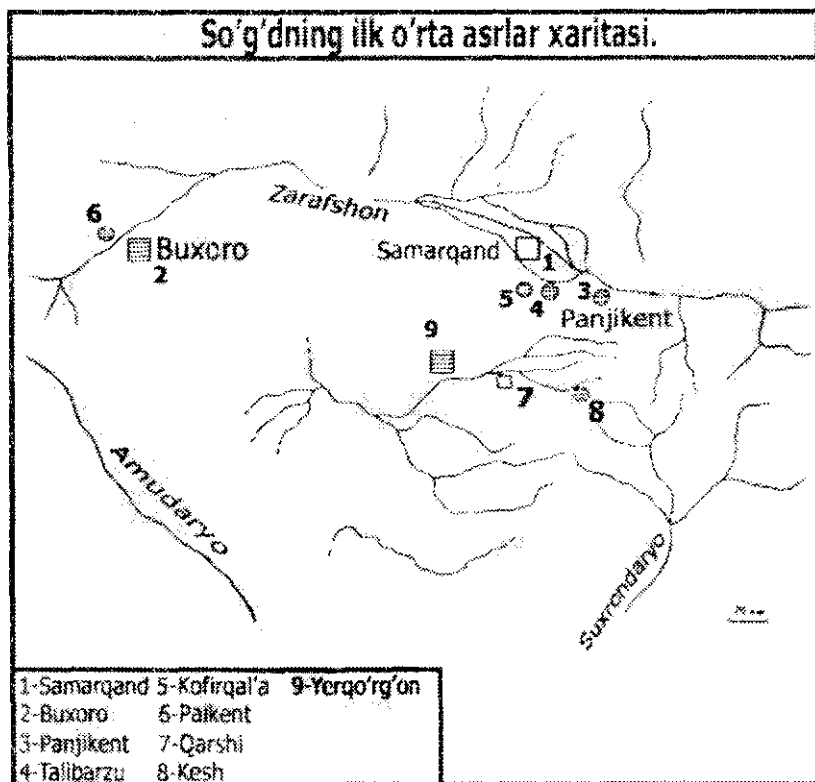 So'g'dning ilk o'rta asrlar xaritasi.
Zarafshon
6
Buxoro
2
Samarqand
1
5
4
3
Panjikent
9
7
8
Amudaryo
Suxrondaryo
1-Samarqand 5-Kofirqal'a 9-Yerqo'rg'on
2-Buxoro 6-Paikent
3-Panjikent 7-Qarshi
4-Talibarzu 8-Kesh